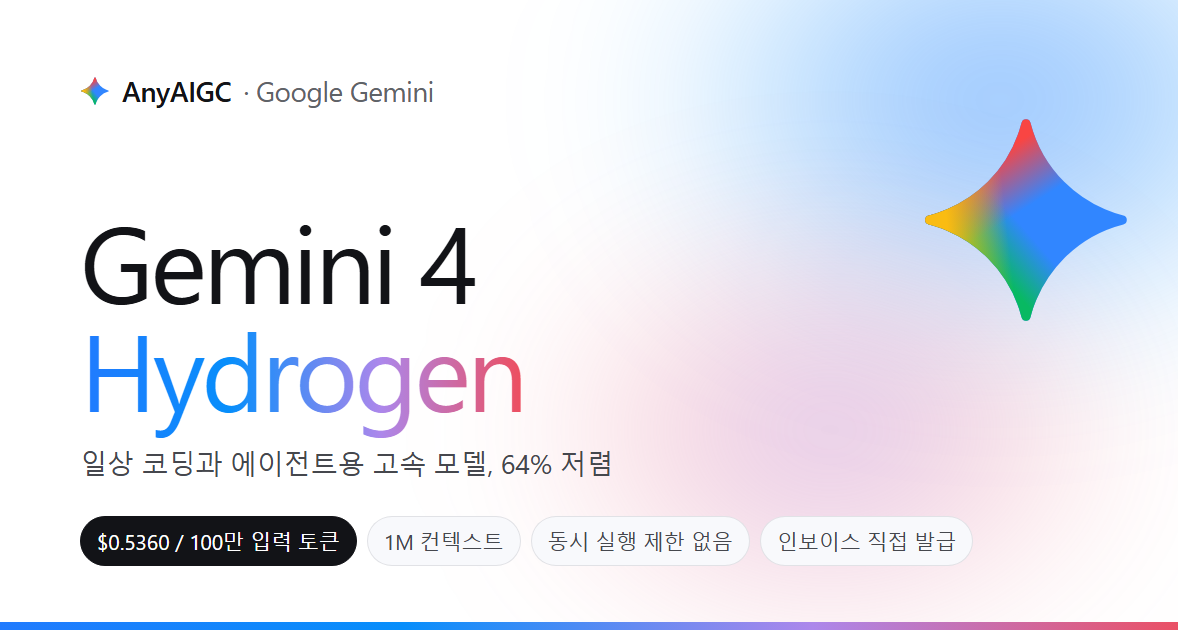 AnyAIGC · Google Gemini
Gemini 4
Hydrogen
일상 코딩과 에이전트용 고속 모델, 64% 저렴
$0.5360 / 100만 입력 토큰
1M 컨텍스트
동시 실행 제한 없음
인보이스 직접 발급